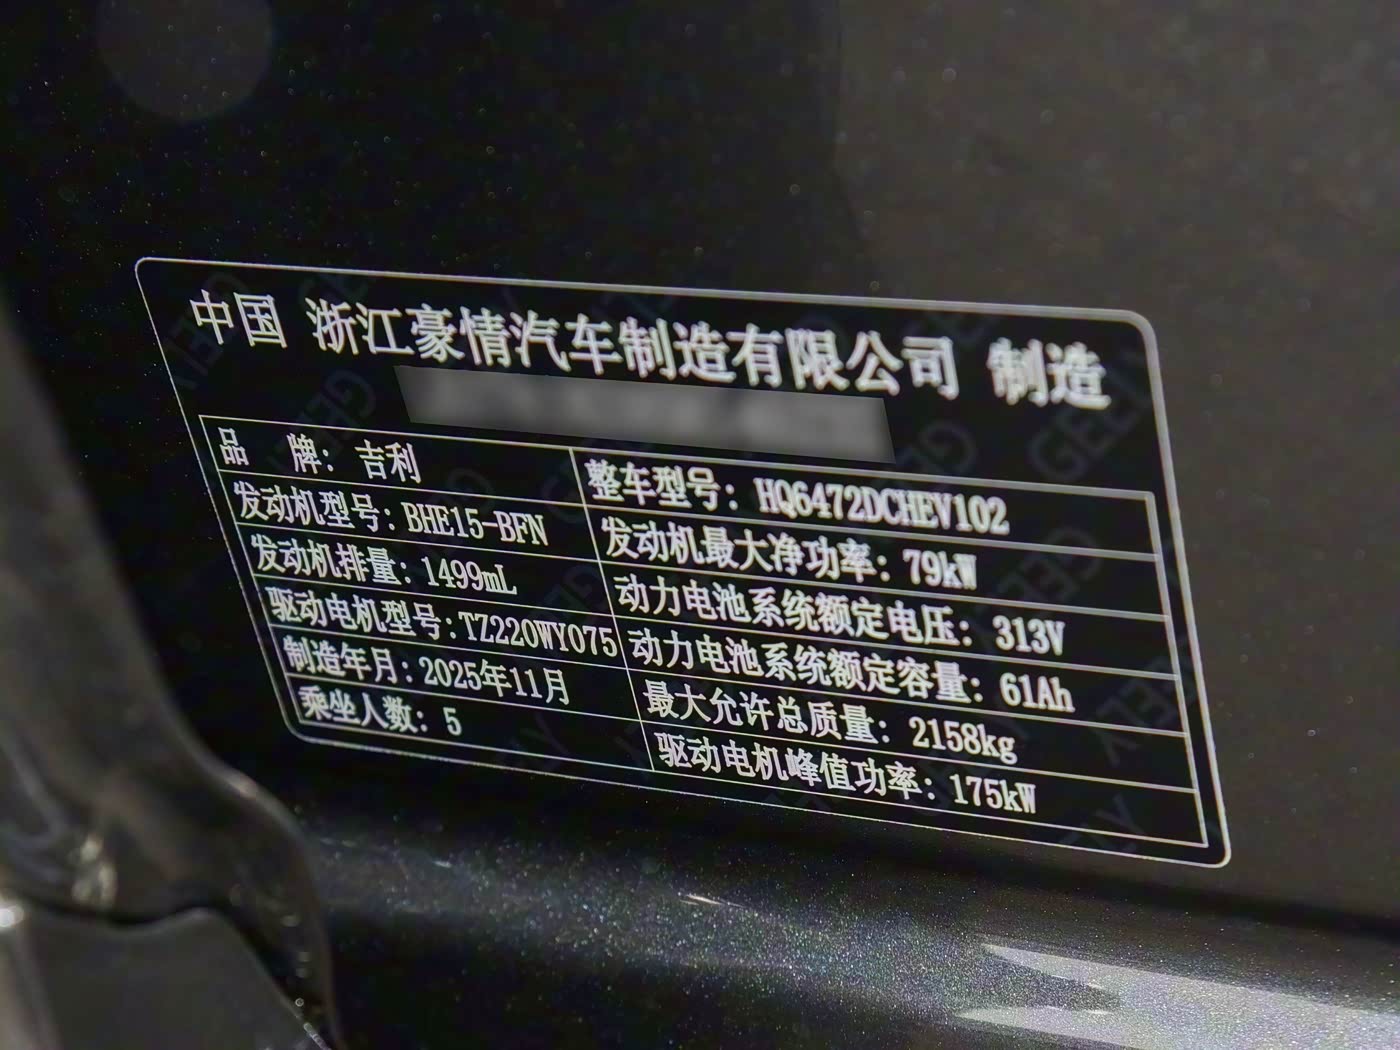 中国 浙江豪情汽车制造有限公司 制造
品 牌：吉利 整车型号：HQ6472DCHEV102
发动机型号：BHE15-BFN 发动机最大净功率：79kW
发动机排量：1499mL 动力电池系统额定电压：313V
驱动电机型号：TZ220WY075 动力电池系统额定容量：61Ah
制造年月：2025年11月 最大允许总质量：2158kg
乘坐人数：5 驱动电机峰值功率：175kW